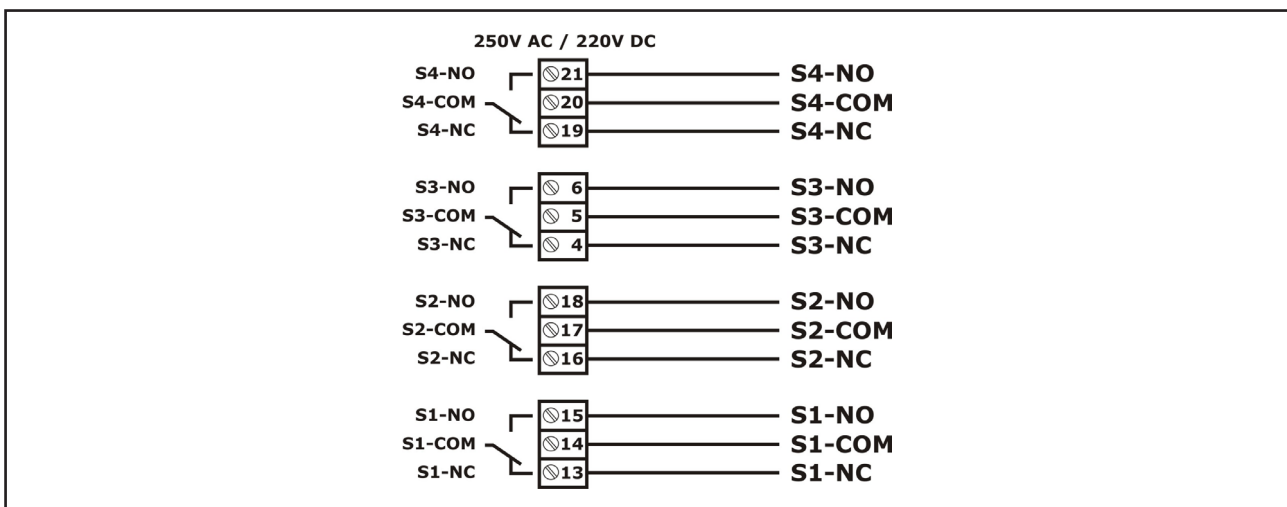 250V AC / 220V DC
S4-NO 21 S4-NO
S4-COM 20 S4-COM
S4-NC 19 S4-NC
S3-NO 6 S3-NO
S3-COM 5 S3-COM
S3-NC 4 S3-NC
S2-NO 18 S2-NO
S2-COM 17 S2-COM
S2-NC 16 S2-NC
S1-NO 15 S1-NO
S1-COM 14 S1-COM
S1-NC 13 S1-NC